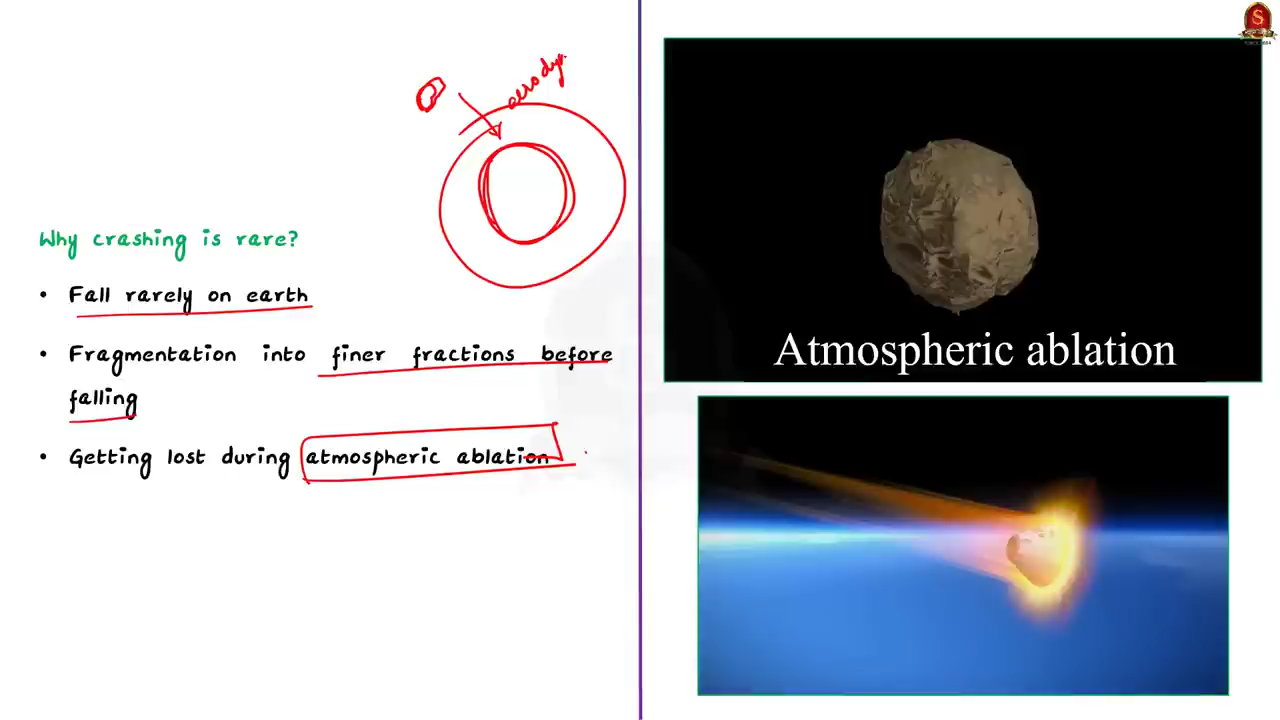 aerody
Why crashing is rare?
• Fall rarely on earth
• Fragmentation into finer fractions before
falling
• Getting lost during atmospheric ablation
Atmospheric ablation